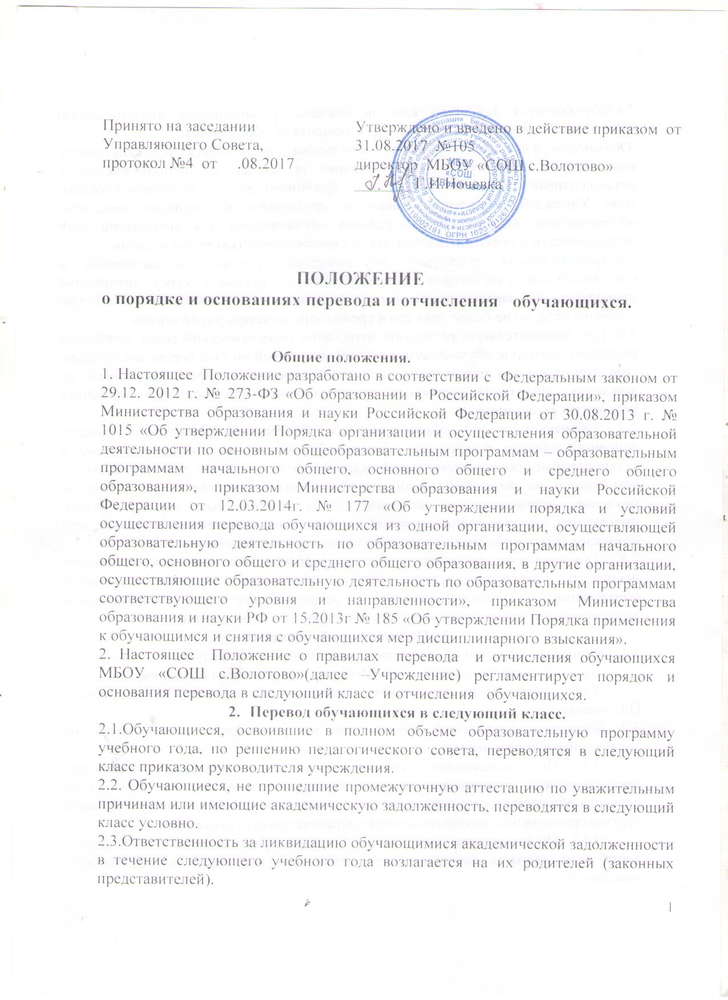 Принято на заседании
Управляющего Совета,
протокол №4 от .08.2017
Утверждено и введено в действие приказом от
31.08.2017 №105
директор МБОУ «СОШ с.Волотово»
Г.И.Ночевка
МБОУ
«СОШ
с.Волотово»
ОГРН 1023101267133
ПОЛОЖЕНИЕ
о порядке и основаниях перевода и отчисления обучающихся.
Общие положения.
1. Настоящее Положение разработано в соответствии с Федеральным законом от
29.12. 2012 г. № 273-ФЗ «Об образовании в Российской Федерации», приказом
Министерства образования и науки Российской Федерации от 30.08.2013 г. №
1015 «Об утверждении Порядка организации и осуществления образовательной
деятельности по основным общеобразовательным программам – образовательным
программам начального общего, основного общего и среднего общего
образования», приказом Министерства образования и науки Российской
Федерации от 12.03.2014г. № 177 «Об утверждении порядка и условий
осуществления перевода обучающихся из одной организации, осуществляющей
образовательную деятельность по образовательным программам начального
общего, основного общего и среднего общего образования, в другие организации,
осуществляющие образовательную деятельность по образовательным программам
соответствующего уровня и направленности», приказом Министерства
образования и науки РФ от 15.2013г № 185 «Об утверждении Порядка применения
к обучающимся и снятия с обучающихся мер дисциплинарного взыскания».
2. Настоящее Положение о правилах перевода и отчисления обучающихся
МБОУ «СОШ с.Волотово»(далее –Учреждение) регламентирует порядок и
основания перевода в следующий класс и отчисления обучающихся.
2. Перевод обучающихся в следующий класс.
2.1.Обучающиеся, освоившие в полном объеме образовательную программу
учебного года, по решению педагогического совета, переводятся в следующий
класс приказом руководителя учреждения.
2.2. Обучающиеся, не прошедшие промежуточную аттестацию по уважительным
причинам или имеющие академическую задолженность, переводятся в следующий
класс условно.
2.3.Ответственность за ликвидацию обучающимися академической задолженности
в течение следующего учебного года возлагается на их родителей (законных
представителей).
1